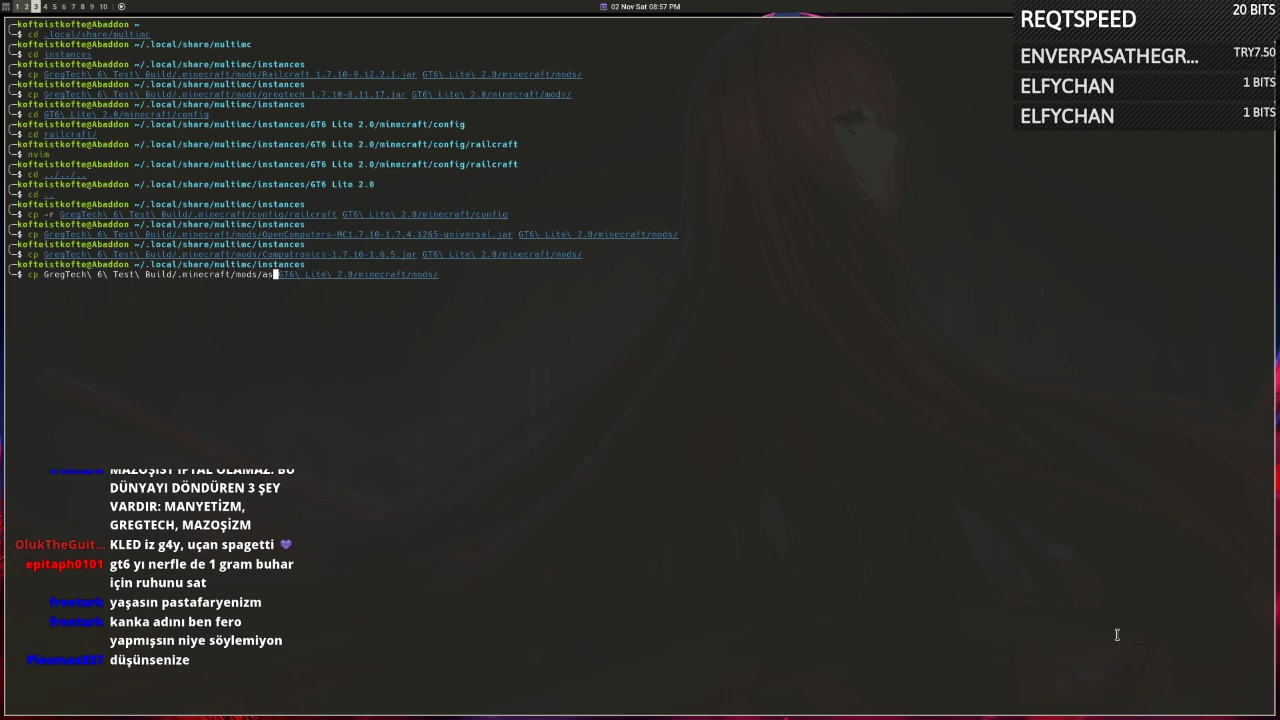 1 2 3 4 5 6 7 8 9 10
02 Nov Sat 08:57 PM
kofteistkofte@Abaddon ~
$ cd .local/share/multimc
kofteistkofte@Abaddon ~/.local/share/multimc
$ cd instances
kofteistkofte@Abaddon ~/.local/share/multimc/instances
$ cp GregTech\ 6\ Test\ Build/.minecraft/mods/Railcraft_1.7.10-9.12.2.1.jar GT6\ Lite\ 2.0/minecraft/mods/
kofteistkofte@Abaddon ~/.local/share/multimc/instances
$ cp GregTech\ 6\ Test\ Build/.minecraft/mods/gregtech_1.7.10-6.11.17.jar GT6\ Lite\ 2.0/minecraft/mods/
kofteistkofte@Abaddon ~/.local/share/multimc/instances
$ cd GT6\ Lite\ 2.0/minecraft/config
kofteistkofte@Abaddon ~/.local/share/multimc/instances/GT6 Lite 2.0/minecraft/config
$ cd railcraft/
kofteistkofte@Abaddon ~/.local/share/multimc/instances/GT6 Lite 2.0/minecraft/config/railcraft
$ nvim
kofteistkofte@Abaddon ~/.local/share/multimc/instances/GT6 Lite 2.0/minecraft/config/railcraft
$ cd ../../..
kofteistkofte@Abaddon ~/.local/share/multimc/instances/GT6 Lite 2.0
$ cd ..
kofteistkofte@Abaddon ~/.local/share/multimc/instances
$ cp -r GregTech\ 6\ Test\ Build/.minecraft/config/railcraft GT6\ Lite\ 2.0/minecraft/config
kofteistkofte@Abaddon ~/.local/share/multimc/instances
$ cp GregTech\ 6\ Test\ Build/.minecraft/mods/OpenComputers-MC1.7.10-1.7.4.1265-universal.jar GT6\ Lite\ 2.0/minecraft/mods/
kofteistkofte@Abaddon ~/.local/share/multimc/instances
$ cp GregTech\ 6\ Test\ Build/.minecraft/mods/Computronics-1.7.10-1.6.5.jar GT6\ Lite\ 2.0/minecraft/mods/
kofteistkofte@Abaddon ~/.local/share/multimc/instances
$ cp GregTech\ 6\ Test\ Build/.minecraft/mods/as GT6\ Lite\ 2.0/minecraft/mods/
REQTSPEED 20 BITS
ENVERPASATHEGR... TRY7.50
ELFYCHAN 1 BITS
ELFYCHAN 1 BITS
freeturk MAZOŞİST İPTAL OLAMAZ. BU
DÜNYAYI DÖNDÜREN 3 ŞEY
VARDIR: MANYETİZM,
GREGTECH, MAZOŞİZM
OlukTheGuit... KLED iz g4y, uçan spagetti 💜
epitaph0101 gt6 yı nerfle de 1 gram buhar
için ruhunu sat
freeturk yaşasın pastafaryenizm
freeturk kanka adını ben fero
yapmışsın niye söylemiyon
düşünsenize